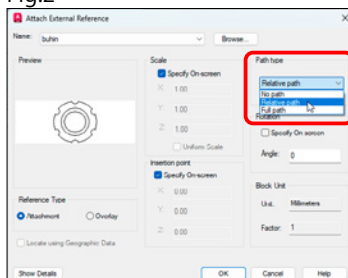 Fig.2
Attach External Reference
Name: buhin Browse...
Preview
Scale
Specify On-screen
X: 1.00
Y: 1.00
Z: 1.00
Uniform Scale
Insertion point
Specify On-screen
X: 0.00
Y: 0.00
Z: 0.00
Path type
Relative path
No path
Relative path
Full path
Rotation
Specify On-screen
Angle: 0
Block Unit
Unit: Millimeters
Factor: 1
Reference Type
Attachment Overlay
Locate using Geographic Data
Show Details OK Cancel Help